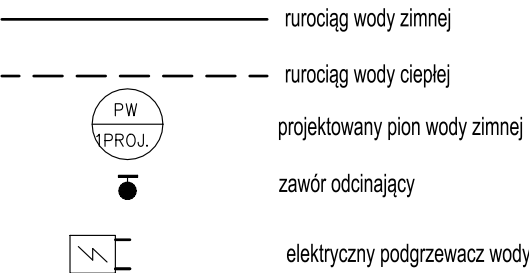 rurociąg wody zimnej
rurociąg wody ciepłej
PW
1PROJ.
projektowany pion wody zimnej
zawór odcinający
elektryczny podgrzewacz wody